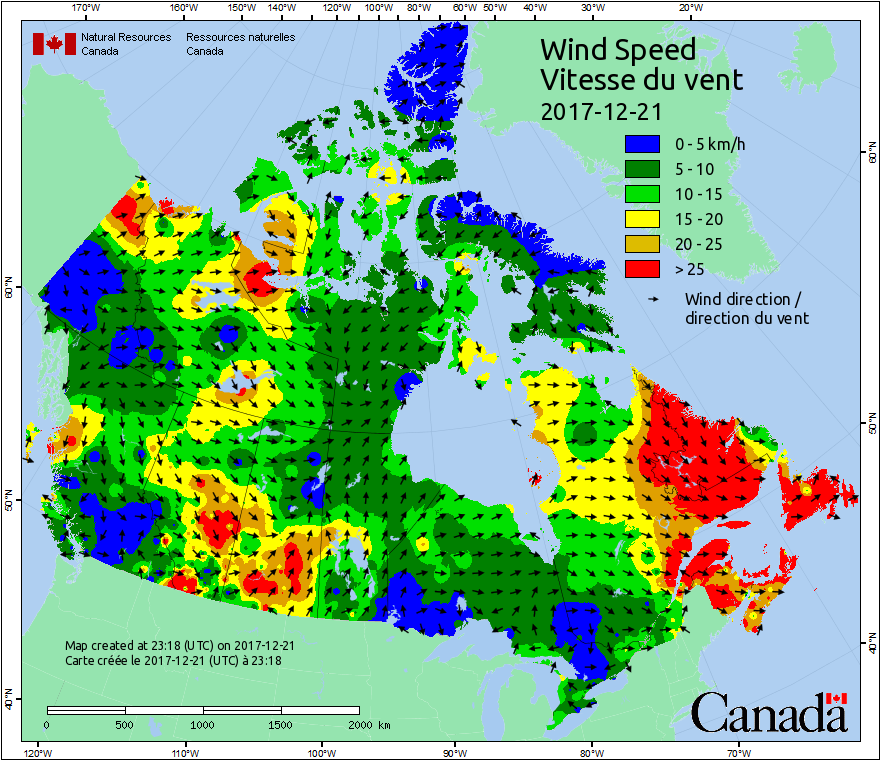 170°W 160°W 150°W 140°W 120°W 110°W 100°W 90°W 80°W 70°W 60°W 50°W 40°W 30°W 20°W
Natural Resources Canada
Ressources naturelles Canada
Wind Speed
Vitesse du vent
2017-12-21
0 - 5 km/h
5 - 10
10 - 15
15 - 20
20 - 25
> 25
Wind direction /
direction du vent
60°N
60°N
50°N
50°N
40°N
40°N
Map created at 23:18 (UTC) on 2017-12-21
Carte créée le 2017-12-21 (UTC) à 23:18
0 500 1000 1500 2000 km
Canada
120°W 110°W 100°W 90°W 80°W 70°W